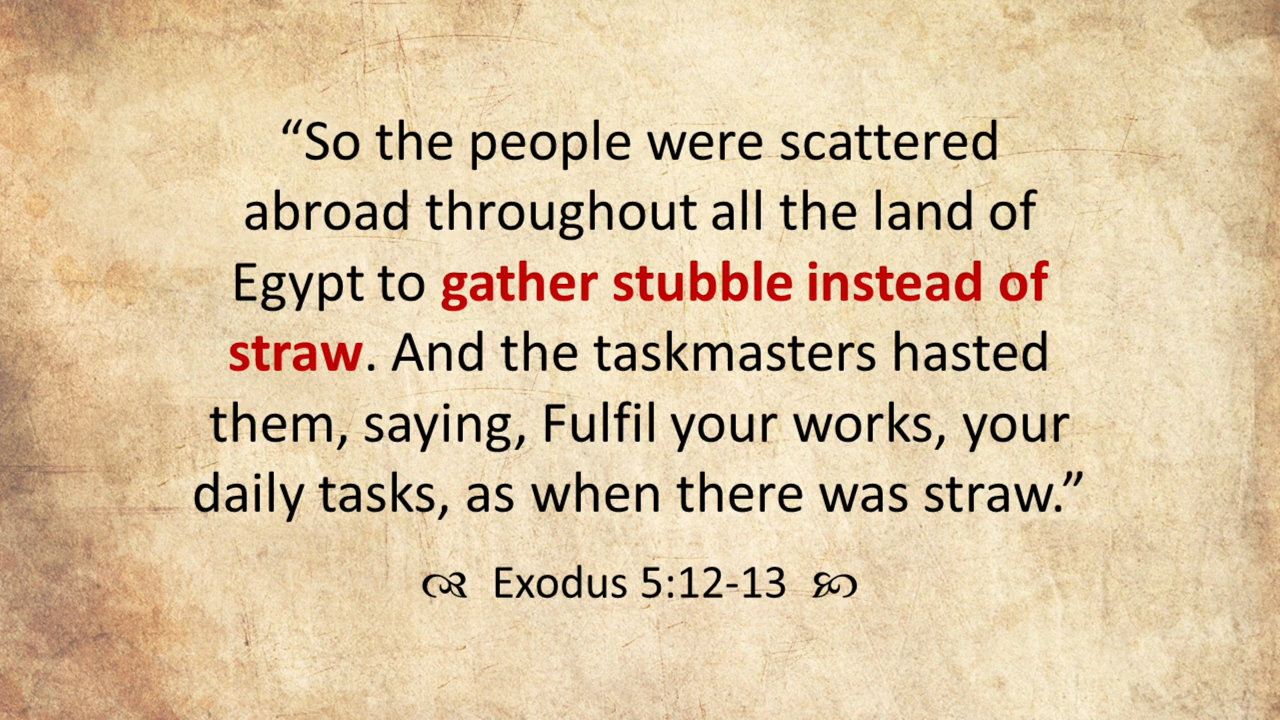 “So the people were scattered
abroad throughout all the land of
Egypt to gather stubble instead of
straw. And the taskmasters hasted
them, saying, Fulfil your works, your
daily tasks, as when there was straw.”
Exodus 5:12-13